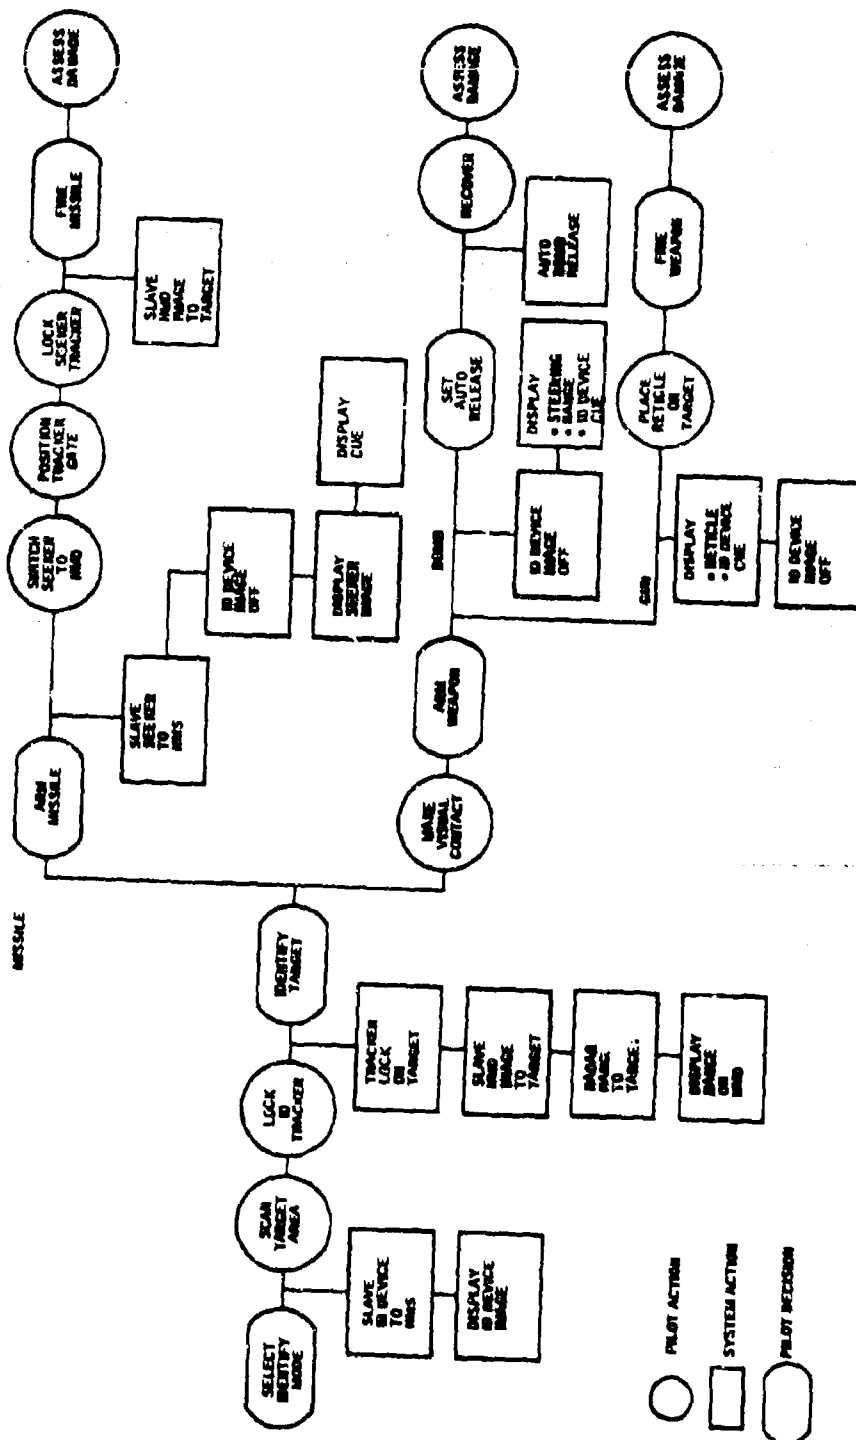 SELECT
IDENTIFY
MODE
SLAVE
ID DEVICE
TO
HMS
DISPLAY
ID DEVICE
IMAGE
SCAN
TARGET
AREA
LOCK
ID
TRACKER
TRACKER
LOCK
ON
TARGET
SLAVE
HMD
IMAGE
TO
TARGET
RADAR
RANG.
TO
TARGET
DISPLAY
RANGE
ON
HMD
IDENTIFY
TARGET
MISSILE
ARM
MISSILE
SLAVE
SEEKER
TO
HMS
ID DEVICE
IMAGE
OFF
DISPLAY
SEEKER
IMAGE
DISPLAY
CUE
SWITCH
SEEKER
TO
HMD
POSITION
TRACKER
GATE
LOCK
SEEKER
TRACKER
SLAVE
HMD
IMAGE
TO
TARGET
FIRE
MISSILE
ASSESS
DAMAGE
MAKE
VISUAL
CONTACT
ARM
WEAPON
BOMB
ID DEVICE
IMAGE
OFF
DISPLAY
• STEERING
• RANGE
• ID DEVICE
CUE
SET
AUTO
RELEASE
AUTO
BOMB
RELEASE
RECOVER
ASSESS
DAMAGE
GUN
DISPLAY
• RETICLE
• ID DEVICE
CUE
ID DEVICE
IMAGE
OFF
PLACE
RETICLE
ON
TARGET
FIRE
WEAPON
ASSESS
DAMAGE
PILOT ACTION
SYSTEM ACTION
PILOT DECISION